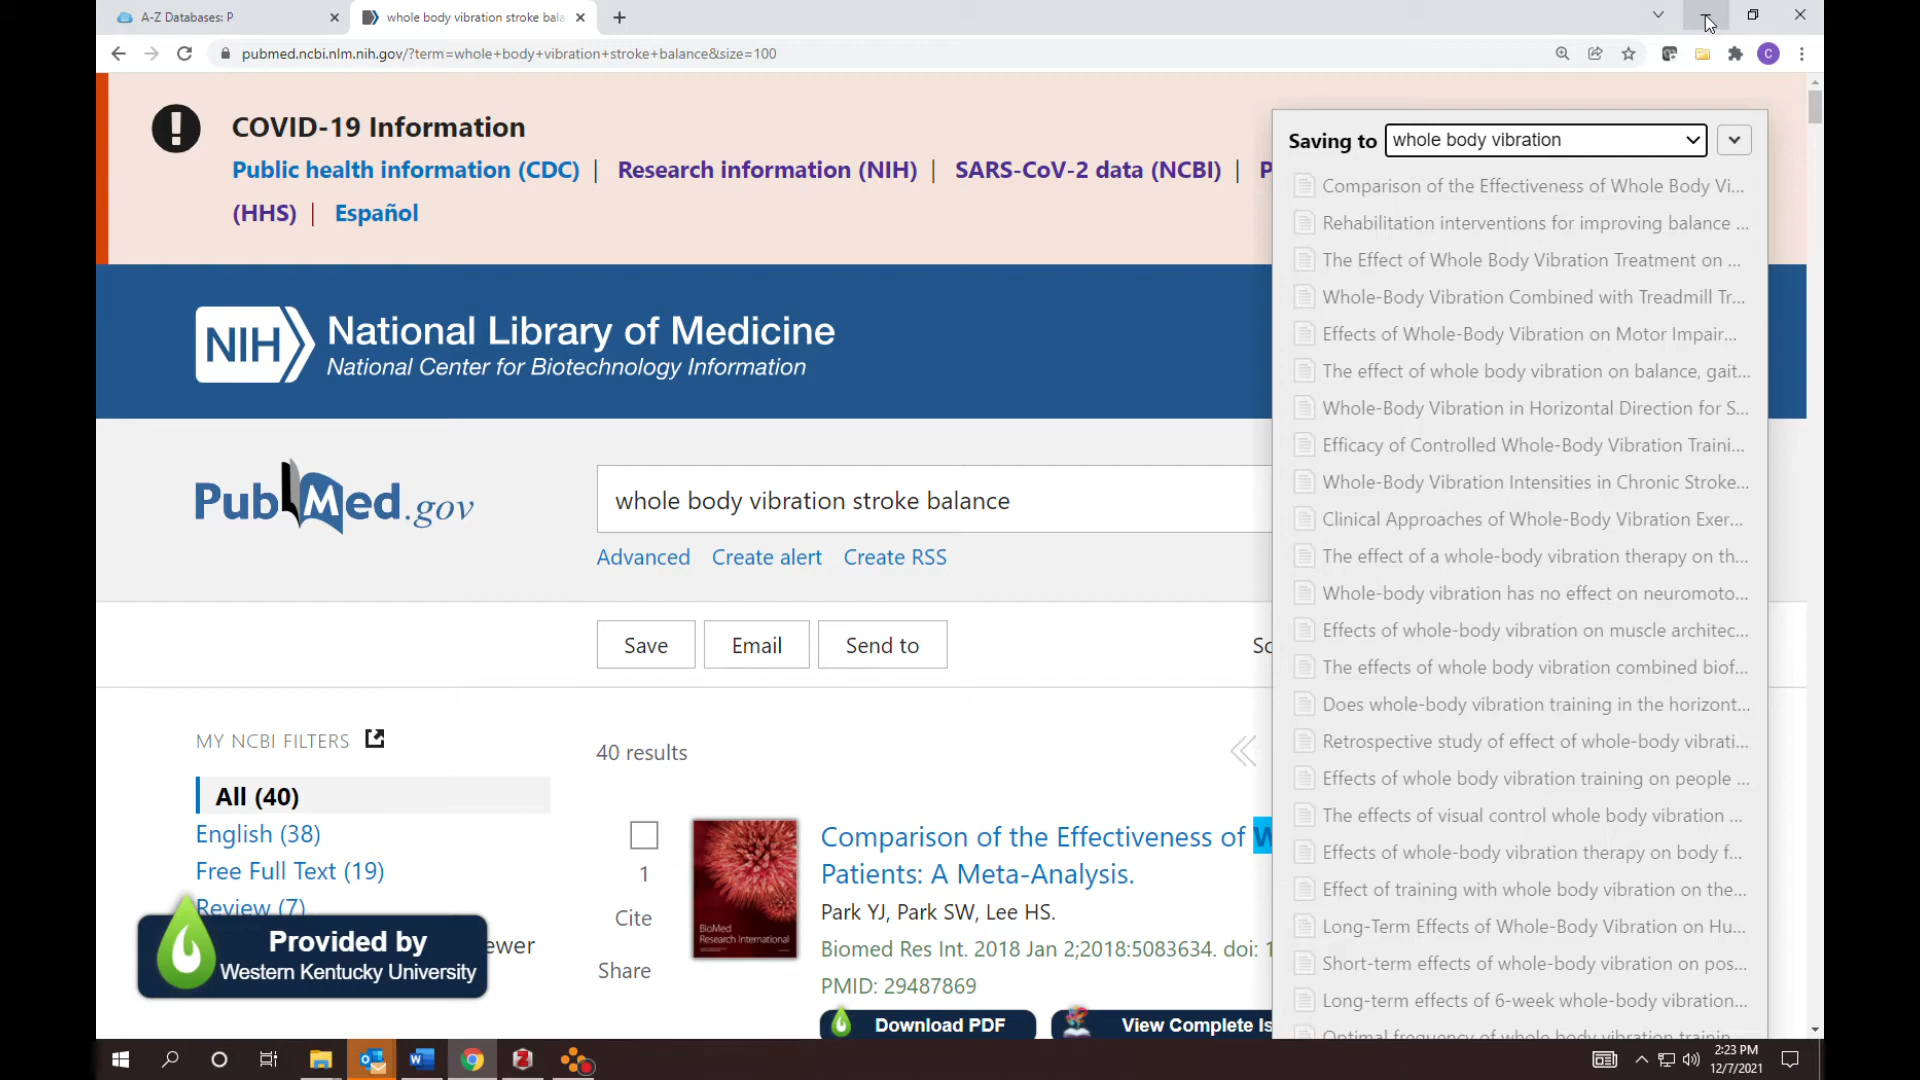 A-Z Databases: P
whole body vibration stroke bala
pubmed.ncbi.nlm.nih.gov/?term=whole+body+vibration+stroke+balance&size=100
C
COVID-19 Information
Public health information (CDC) | Research information (NIH) | SARS-CoV-2 data (NCBI) | P
(HHS) | Español
NIH
National Library of Medicine
National Center for Biotechnology Information
PubMed.gov
whole body vibration stroke balance
Advanced Create alert Create RSS
Save Email Send to So
MY NCBI FILTERS
All (40)
English (38)
Free Full Text (19)
Review (7)
ewer
Provided by
Western Kentucky University
40 results
1
Cite
Share
BioMed
Research International
Comparison of the Effectiveness of W
Patients: A Meta-Analysis.
Park YJ, Park SW, Lee HS.
Biomed Res Int. 2018 Jan 2;2018:5083634. doi: 1
PMID: 29487869
Download PDF View Complete Is
Saving to whole body vibration
Comparison of the Effectiveness of Whole Body Vi...
Rehabilitation interventions for improving balance ...
The Effect of Whole Body Vibration Treatment on ...
Whole-Body Vibration Combined with Treadmill Tr...
Effects of Whole-Body Vibration on Motor Impair...
The effect of whole body vibration on balance, gait...
Whole-Body Vibration in Horizontal Direction for S...
Efficacy of Controlled Whole-Body Vibration Traini...
Whole-Body Vibration Intensities in Chronic Stroke...
Clinical Approaches of Whole-Body Vibration Exer...
The effect of a whole-body vibration therapy on th...
Whole-body vibration has no effect on neuromoto...
Effects of whole-body vibration on muscle architec...
The effects of whole body vibration combined biof...
Does whole-body vibration training in the horizont...
Retrospective study of effect of whole-body vibrati...
Effects of whole body vibration training on people ...
The effects of visual control whole body vibration ...
Effects of whole-body vibration therapy on body f...
Effect of training with whole body vibration on the...
Long-Term Effects of Whole-Body Vibration on Hu...
Short-term effects of whole-body vibration on pos...
Long-term effects of 6-week whole-body vibration...
Optimal frequency of whole body vibration trainin...
2:23 PM
12/7/2021